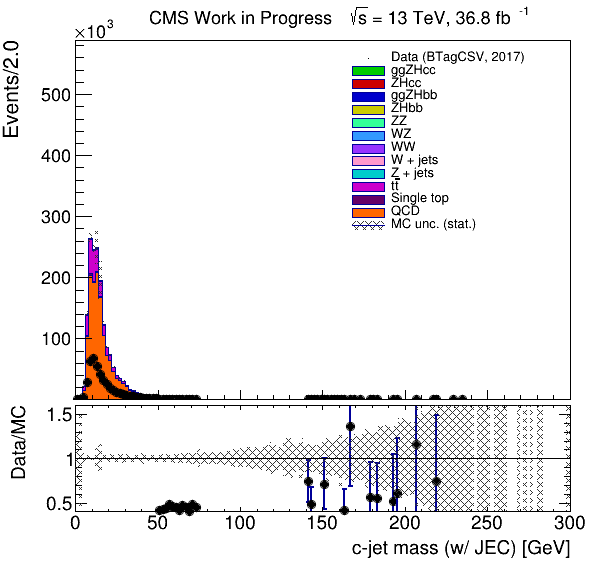 CMS Work in Progress √s = 13 TeV, 36.8 fb⁻¹
×10³
Events/2.0
500
400
300
200
100
Data (BTagCSV, 2017)
ggZHcc
ZHcc
ggZHbb
ZHbb
ZZ
WZ
WW
W + jets
Z + jets
tt̄
Single top
QCD
MC unc. (stat.)
Data/MC
1.5
1
0.5
0 50 100 150 200 250 300
c-jet mass (w/ JEC) [GeV]